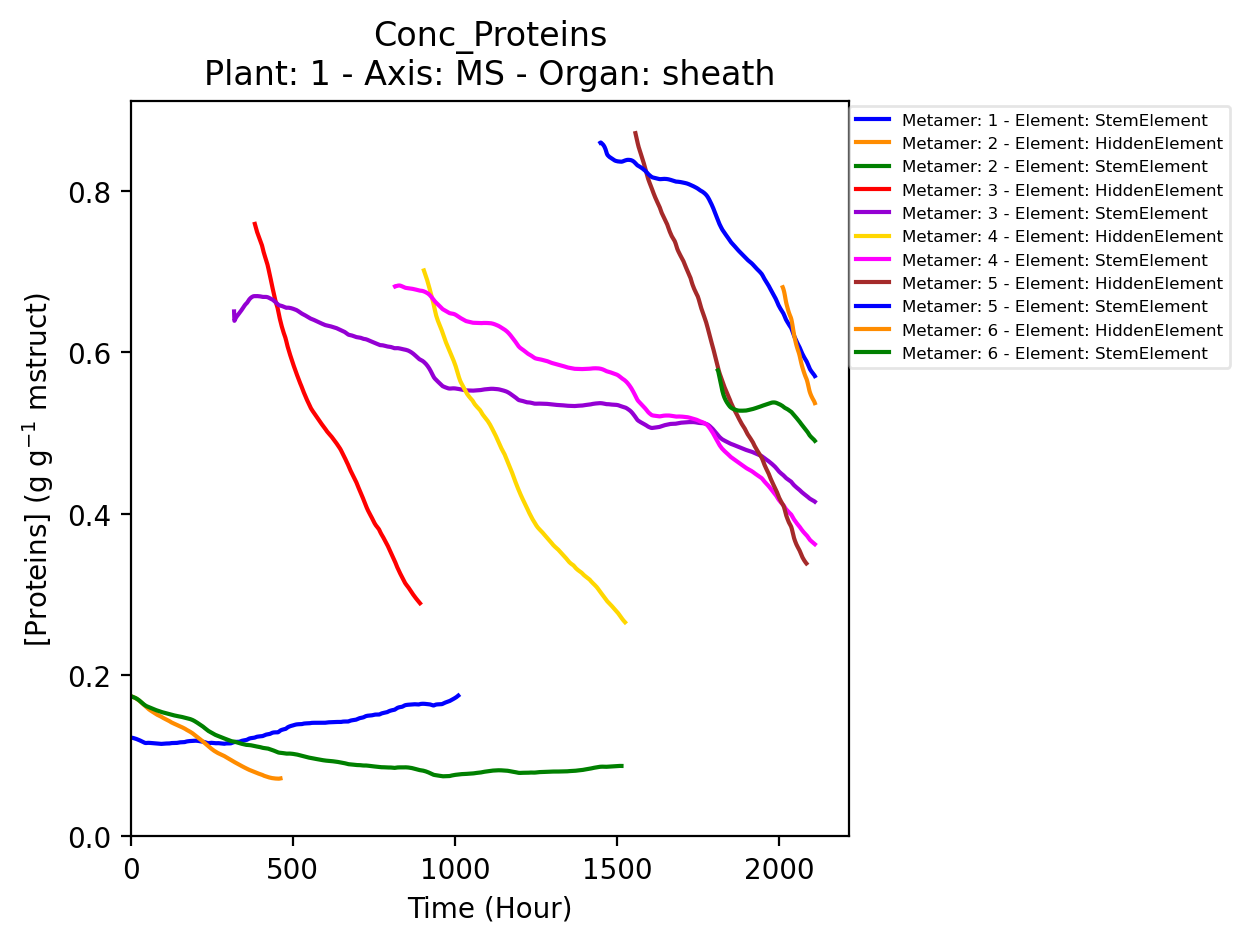 Conc_Proteins
Plant: 1 - Axis: MS - Organ: sheath
[Proteins] (g g⁻¹ mstruct)
0.8
0.6
0.4
0.2
0.0
0
500
1000
1500
2000
Time (Hour)
Metamer: 1 - Element: StemElement
Metamer: 2 - Element: HiddenElement
Metamer: 2 - Element: StemElement
Metamer: 3 - Element: HiddenElement
Metamer: 3 - Element: StemElement
Metamer: 4 - Element: HiddenElement
Metamer: 4 - Element: StemElement
Metamer: 5 - Element: HiddenElement
Metamer: 5 - Element: StemElement
Metamer: 6 - Element: HiddenElement
Metamer: 6 - Element: StemElement